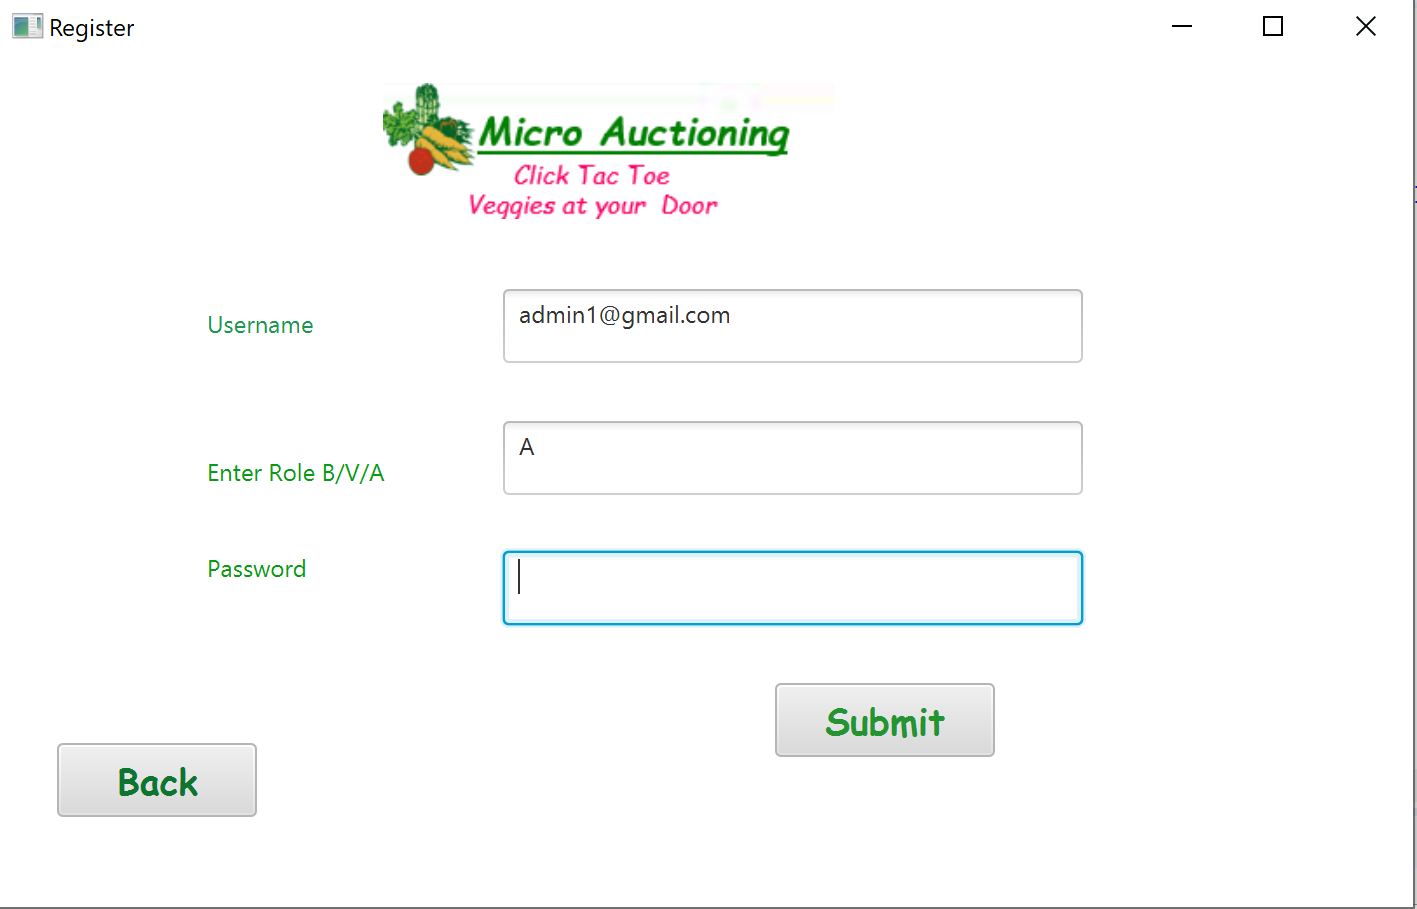 Register
Micro Auctioning
Click Tac Toe
Veggies at your Door
Username
admin1@gmail.com
Enter Role B/V/A
A
Password
Submit
Back